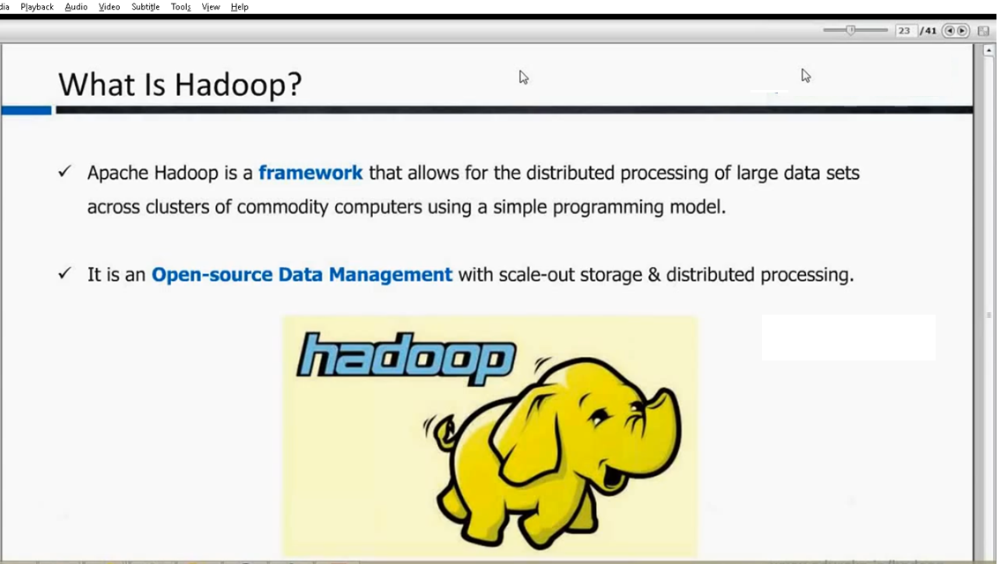 dia Playback Audio Video Subtitle Tools View Help
23 /41
What Is Hadoop?
Apache Hadoop is a framework that allows for the distributed processing of large data sets
across clusters of commodity computers using a simple programming model.
It is an Open-source Data Management with scale-out storage & distributed processing.
hadoop